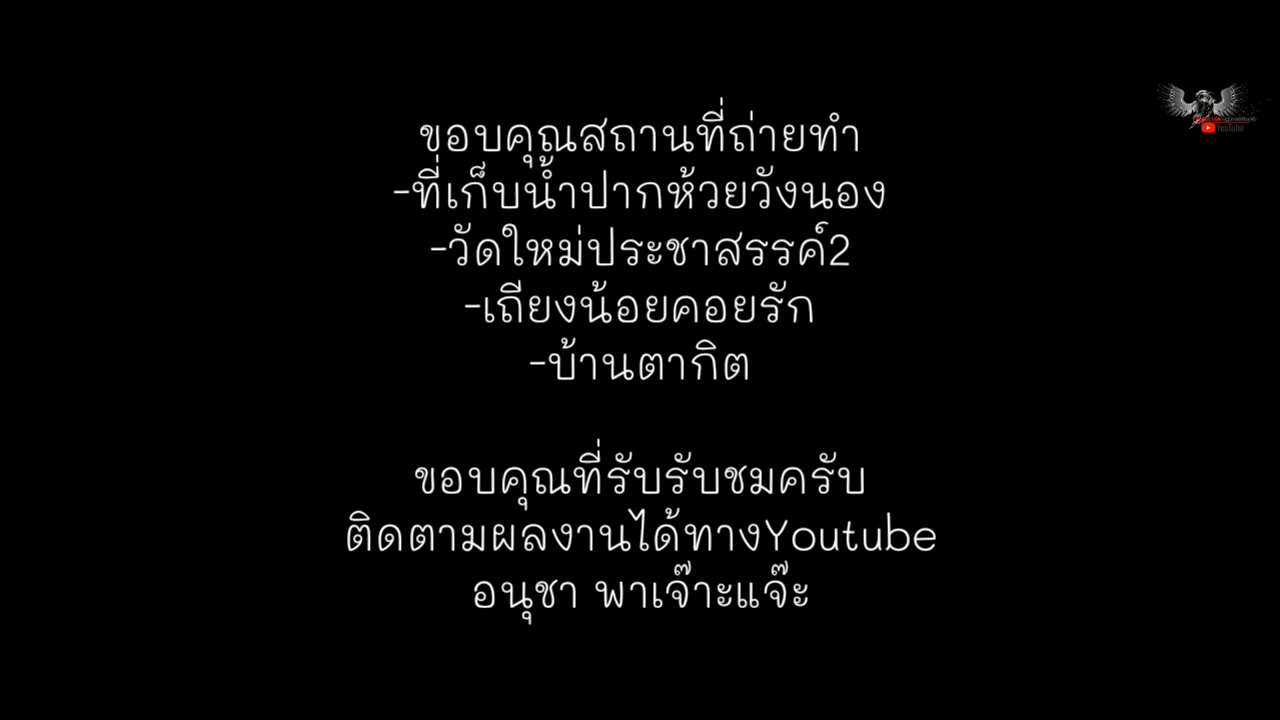 ขอบคุณสถานที่ถ่ายทำ
-ที่เก็บน้ำปากห้วยวังนอง
-วัดใหม่ประชาสรรค์2
-เถียงน้อยคอยรัก
-บ้านตากิต
ขอบคุณที่รับรับชมครับ
ติดตามผลงานได้ทางYoutube
อนุชา พาเจ๊าะแจ๊ะ
YouTube